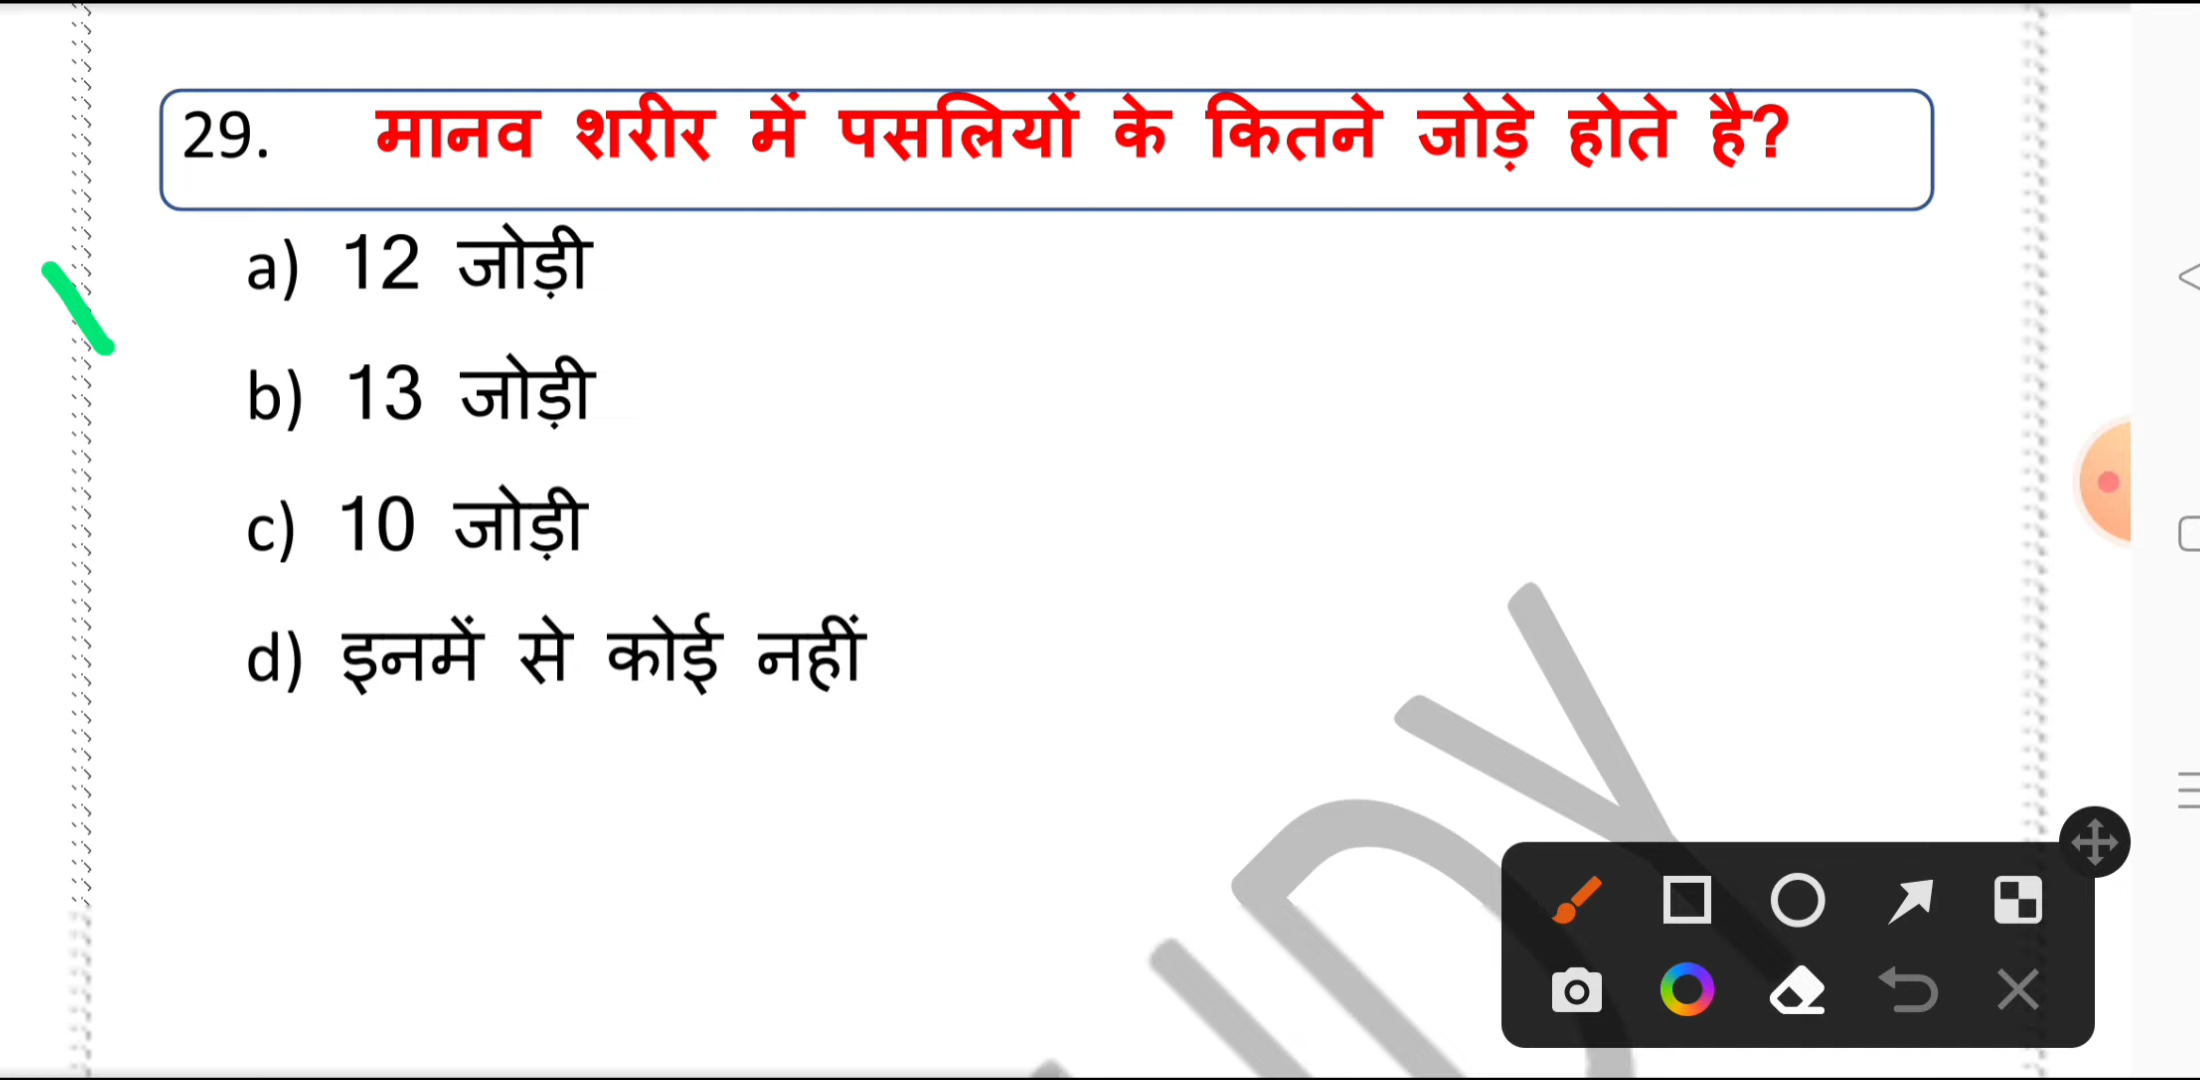 29. मानव शरीर में पसलियों के कितने जोड़े होते है?
a) 12 जोड़ी
b) 13 जोड़ी
c) 10 जोड़ी
d) इनमें से कोई नहीं